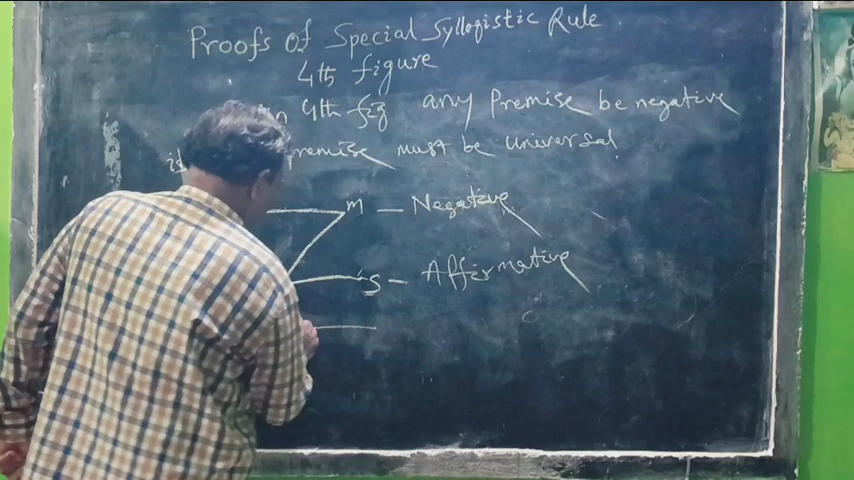 Proofs of Special Syllogistic Rule
4th figure
in 4th fig any Premise be negative
premise must be universal
m — Negative
S — Affirmative